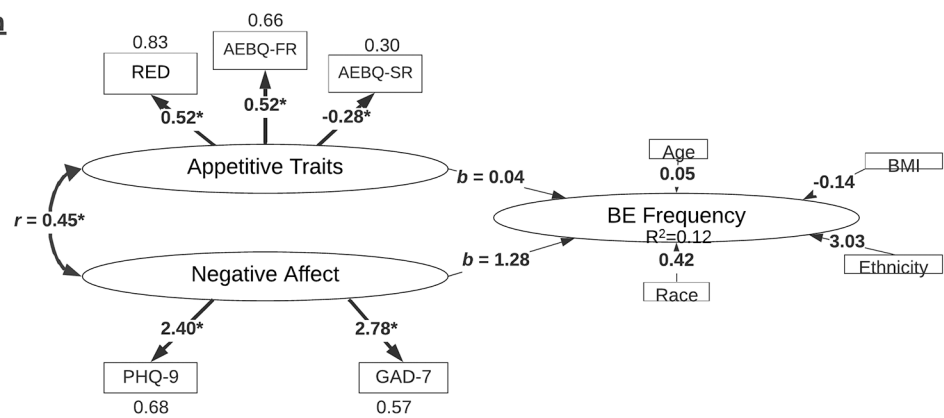 0.66
0.83
AEBQ-FR
0.30
RED
AEBQ-SR
0.52*
0.52*
-0.28*
Appetitive Traits
b = 0.04
Age
0.05
BMI
-0.14
r = 0.45*
BE Frequency
R²=0.12
3.03
Negative Affect
b = 1.28
0.42
Ethnicity
Race
2.40*
2.78*
PHQ-9
GAD-7
0.68
0.57